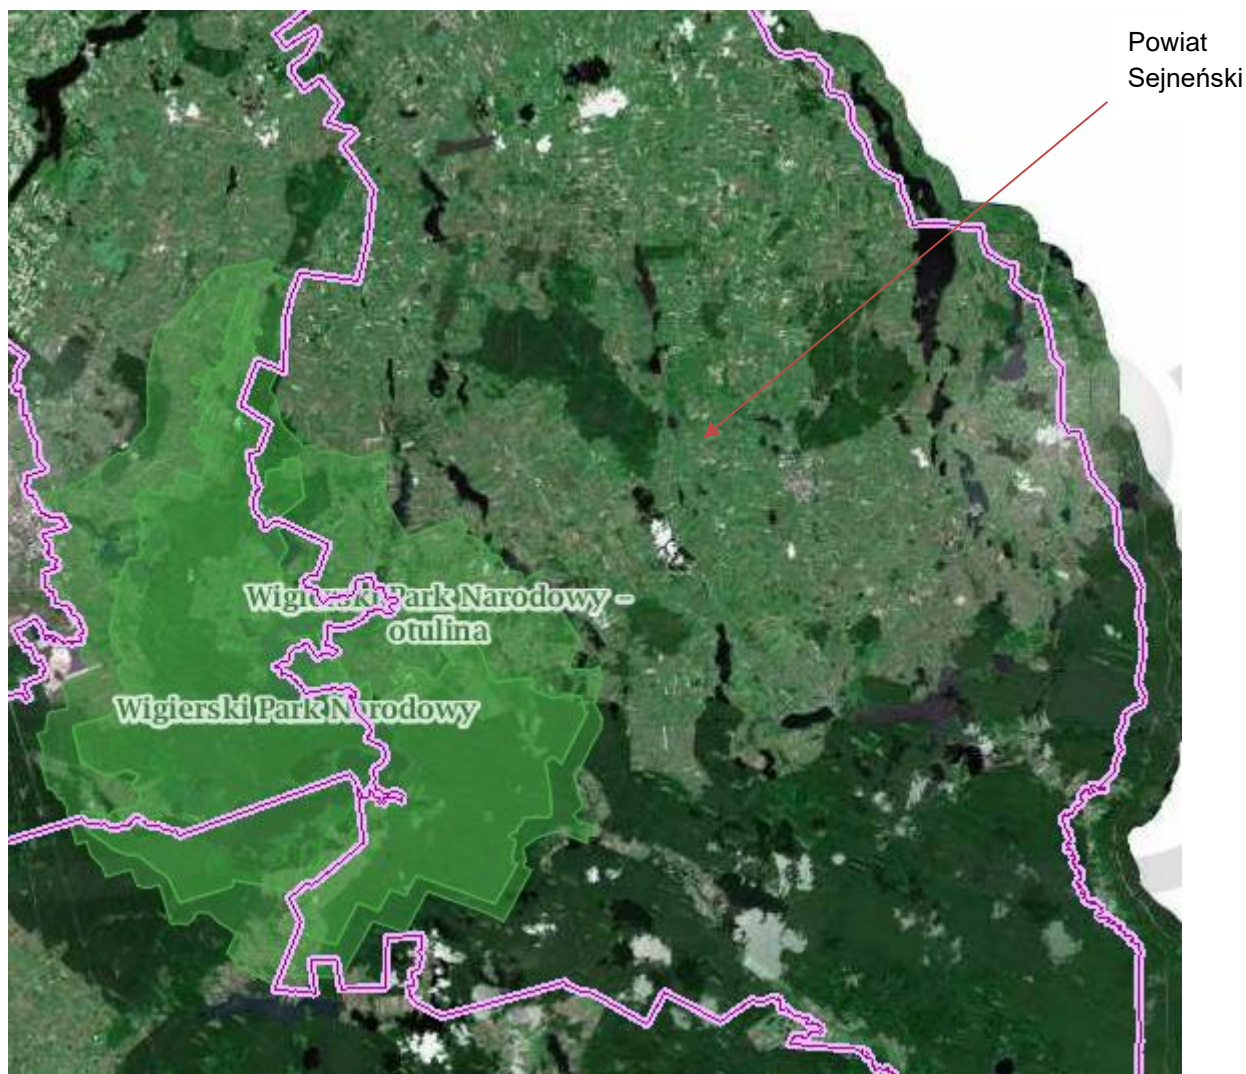 Powiat
Sejneński
Wigierski Park Narodowy –
otulina
Wigierski Park Narodowy